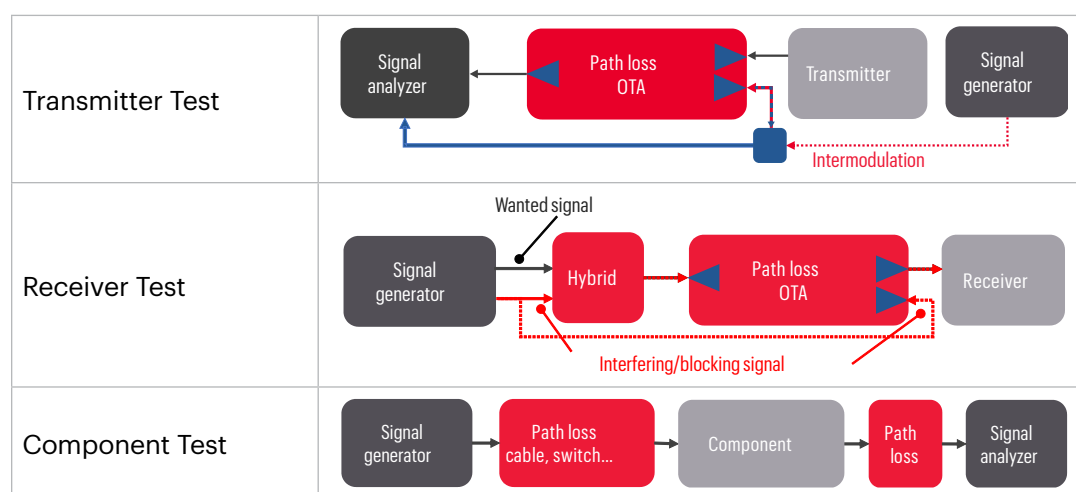 Transmitter Test
Signal
analyzer
Path loss
OTA
Transmitter
Signal
generator
Intermodulation
Receiver Test
Wanted signal
Signal
generator
Hybrid
Path loss
OTA
Receiver
Interfering/blocking signal
Component Test
Signal
generator
Path loss
cable, switch...
Component
Path
loss
Signal
analyzer